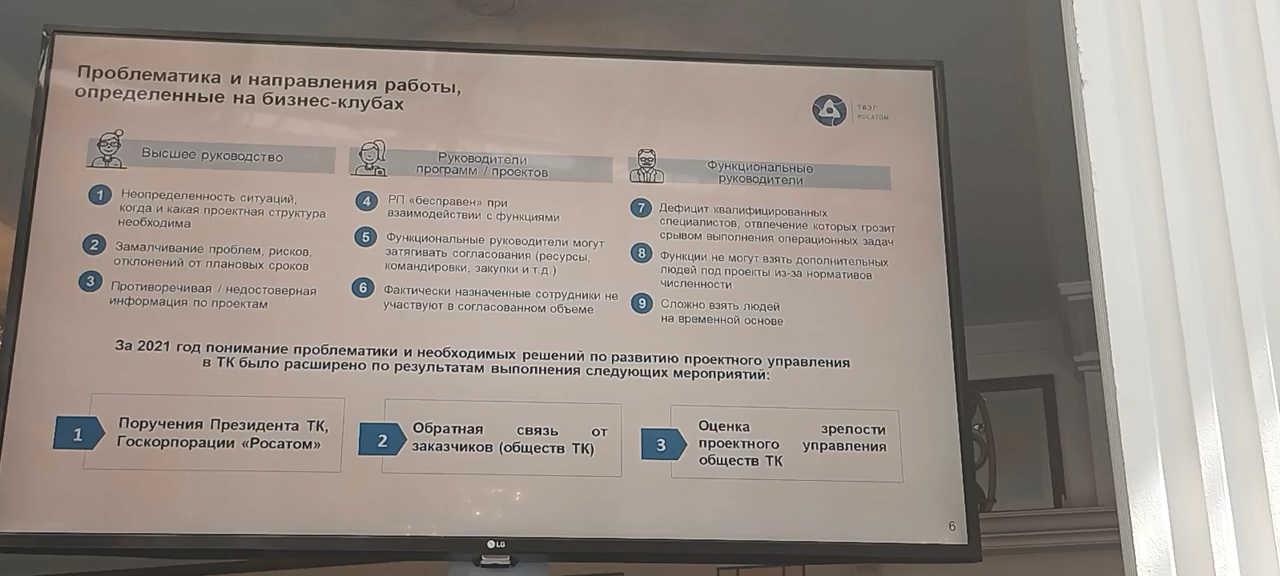 Проблематика и направления работы,
определенные на бизнес-клубах
ТВЭЛ
РОСАТОМ
Высшее руководство
1 Неопределенность ситуаций,
когда и какая проектная структура
необходима
2 Замалчивание проблем, рисков,
отклонений от плановых сроков
3 Противоречивая / недостоверная
информация по проектам
Руководители
программ / проектов
4 РП «бесправен» при
взаимодействии с функциями
5 Функциональные руководители могут
затягивать согласования (ресурсы,
командировки, закупки и т.д.)
6 Фактически назначенные сотрудники не
участвуют в согласованном объеме
Функциональные
руководители
7 Дефицит квалифицированных
специалистов, отвлечение которых грозит
срывом выполнения операционных задач
8 Функции не могут взять дополнительных
людей под проекты из-за нормативов
численности
9 Сложно взять людей
на временной основе
За 2021 год понимание проблематики и необходимых решений по развитию проектного управления
в ТК было расширено по результатам выполнения следующих мероприятий:
1 Поручения Президента ТК,
Госкорпорации «Росатом»
2 Обратная связь от
заказчиков (обществ ТК)
3 Оценка зрелости
проектного управления
обществ ТК
6
LG